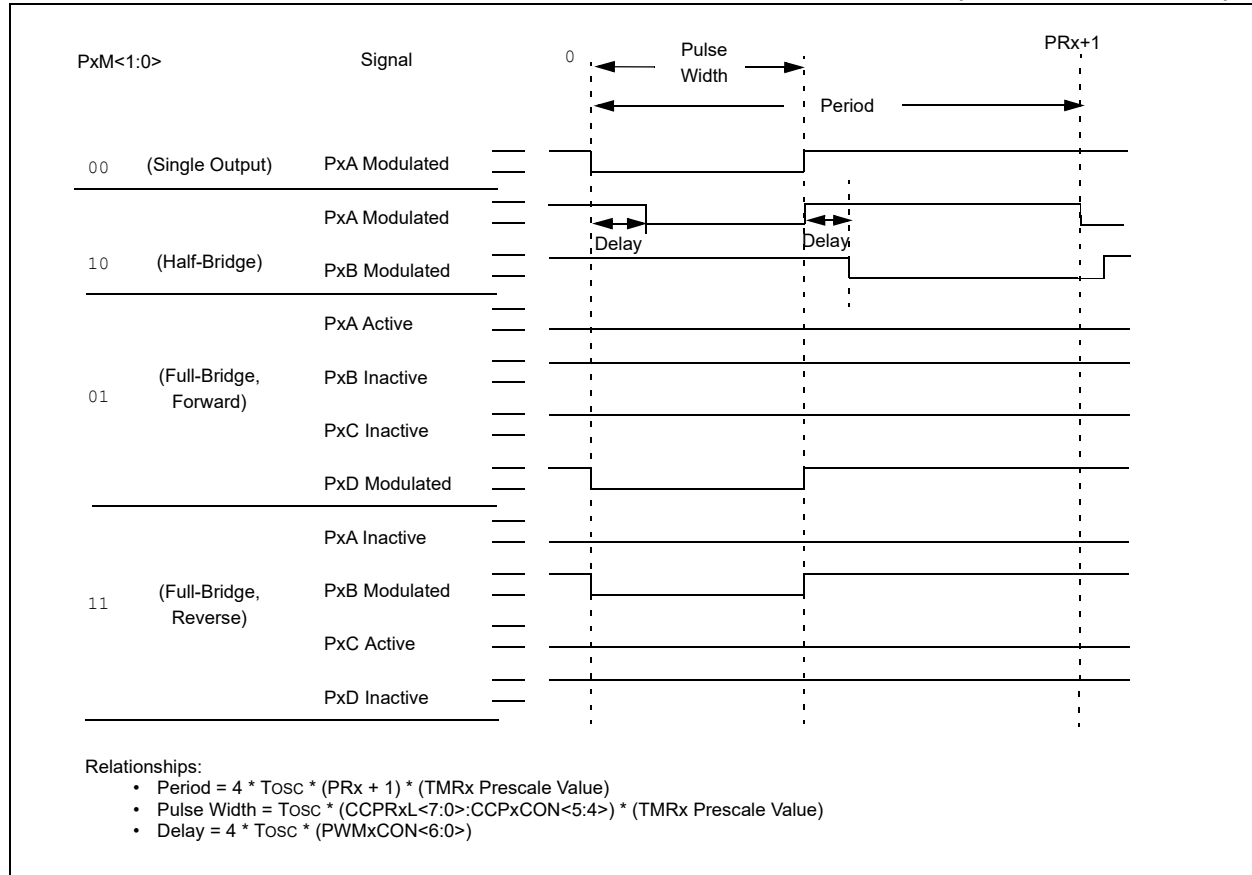 PxM<1:0>
Signal
0
Pulse
Width
PRx+1
Period
00
(Single Output)
PxA Modulated
PxA Modulated
Delay
Delay
10
(Half-Bridge)
PxB Modulated
PxA Active
(Full-Bridge,
Forward)
PxB Inactive
01
PxC Inactive
PxD Modulated
PxA Inactive
(Full-Bridge,
Reverse)
PxB Modulated
11
PxC Active
PxD Inactive
Relationships:
• Period = 4 * TOSC * (PRx + 1) * (TMRx Prescale Value)
• Pulse Width = TOSC * (CCPRxL<7:0>:CCPxCON<5:4>) * (TMRx Prescale Value)
• Delay = 4 * TOSC * (PWMxCON<6:0>)